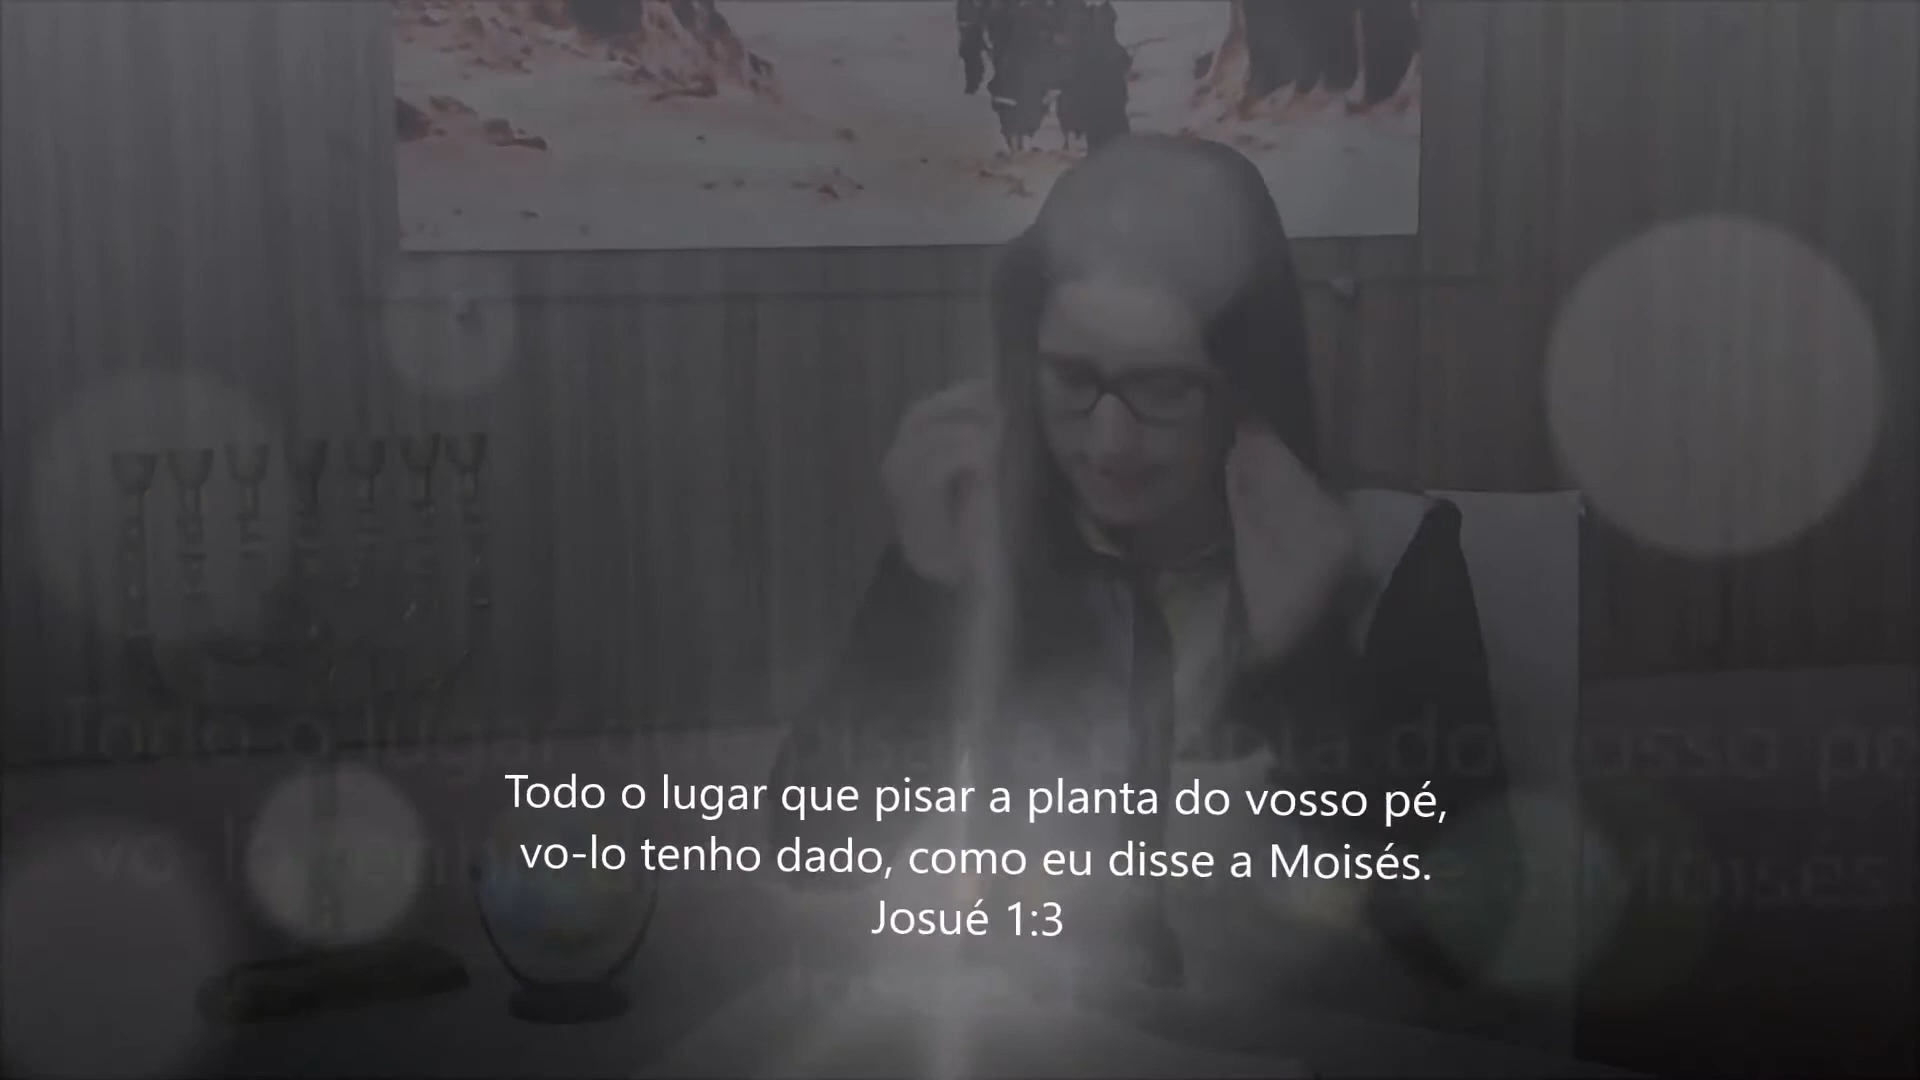 Todo o lugar que pisar a planta do vosso pé,
vo-lo tenho dado, como eu disse a Moisés.
Josué 1:3